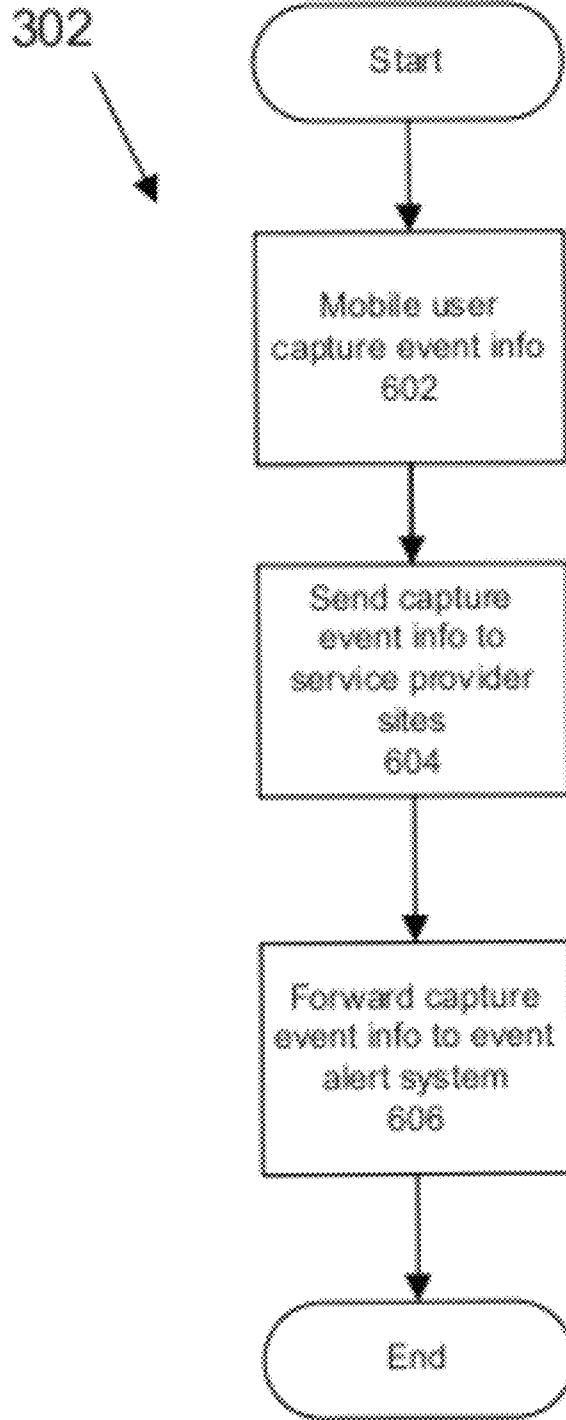 302
Start
Mobile user
capture event info
602
Send capture
event info to
service provider
sites
604
Forward capture
event info to event
alert system
606
End